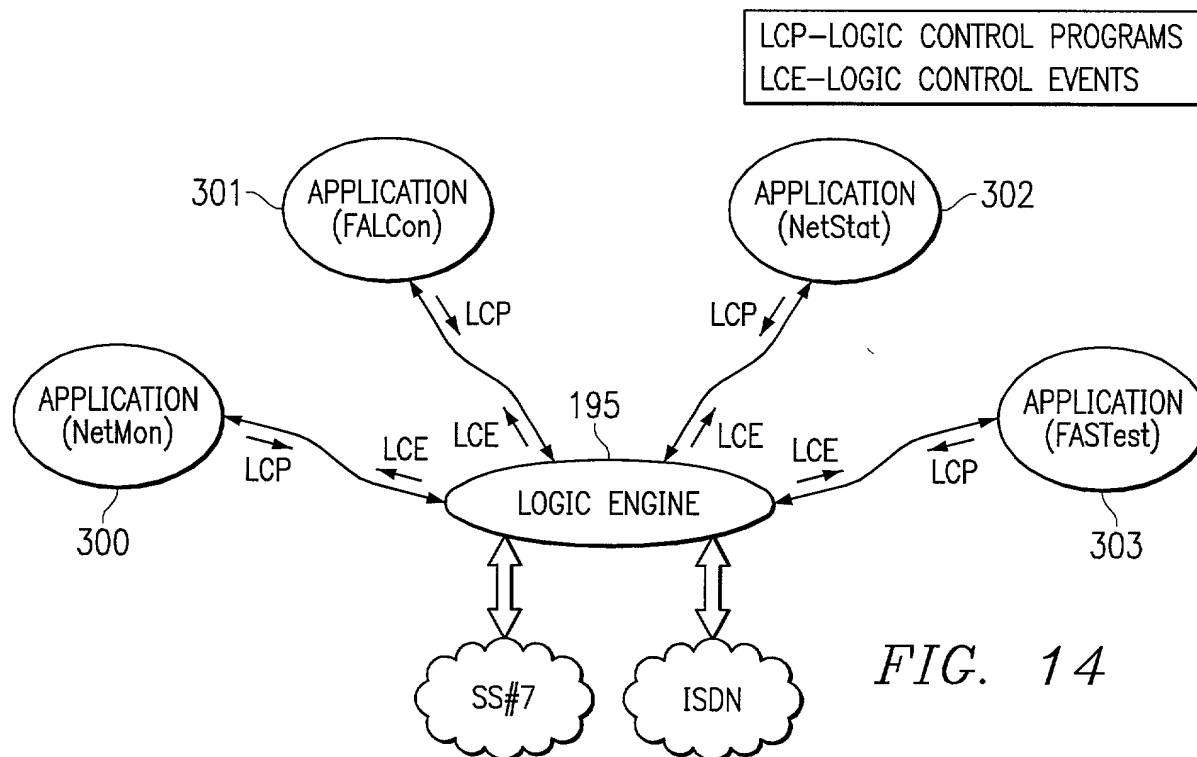 LCP-LOGIC CONTROL PROGRAMS
LCE-LOGIC CONTROL EVENTS
301
APPLICATION
(FALCon)
APPLICATION
(NetStat)
302
LCP
LCP
APPLICATION
(NetMon)
300
LCP
LCE
LCE
195
LCE
LCE
LCP
APPLICATION
(FASTest)
303
LOGIC ENGINE
SS#7
ISDN
FIG. 14